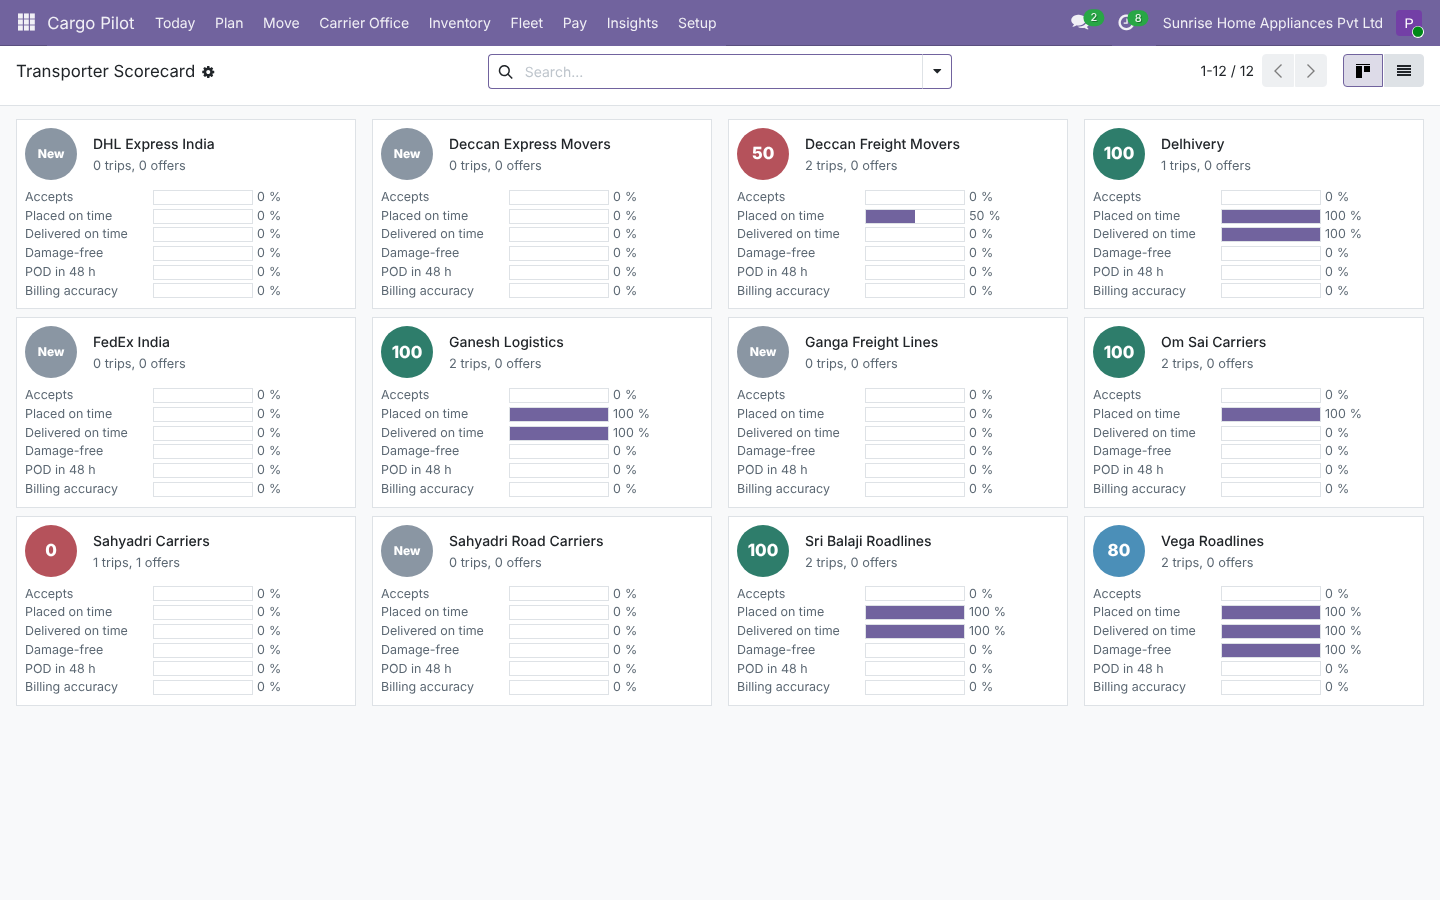 Cargo Pilot Today Plan Move Carrier Office Inventory Fleet Pay Insights Setup 2 8 Sunrise Home Appliances Pvt Ltd P
Transporter Scorecard Search... 1-12 / 12
New DHL Express India
0 trips, 0 offers
Accepts 0 %
Placed on time 0 %
Delivered on time 0 %
Damage-free 0 %
POD in 48 h 0 %
Billing accuracy 0 %
New Deccan Express Movers
0 trips, 0 offers
Accepts 0 %
Placed on time 0 %
Delivered on time 0 %
Damage-free 0 %
POD in 48 h 0 %
Billing accuracy 0 %
50 Deccan Freight Movers
2 trips, 0 offers
Accepts 0 %
Placed on time 50 %
Delivered on time 0 %
Damage-free 0 %
POD in 48 h 0 %
Billing accuracy 0 %
100 Delhivery
1 trips, 0 offers
Accepts 0 %
Placed on time 100 %
Delivered on time 100 %
Damage-free 0 %
POD in 48 h 0 %
Billing accuracy 0 %
New FedEx India
0 trips, 0 offers
Accepts 0 %
Placed on time 0 %
Delivered on time 0 %
Damage-free 0 %
POD in 48 h 0 %
Billing accuracy 0 %
100 Ganesh Logistics
2 trips, 0 offers
Accepts 0 %
Placed on time 100 %
Delivered on time 100 %
Damage-free 0 %
POD in 48 h 0 %
Billing accuracy 0 %
New Ganga Freight Lines
0 trips, 0 offers
Accepts 0 %
Placed on time 0 %
Delivered on time 0 %
Damage-free 0 %
POD in 48 h 0 %
Billing accuracy 0 %
100 Om Sai Carriers
2 trips, 0 offers
Accepts 0 %
Placed on time 100 %
Delivered on time 0 %
Damage-free 0 %
POD in 48 h 0 %
Billing accuracy 0 %
0 Sahyadri Carriers
1 trips, 1 offers
Accepts 0 %
Placed on time 0 %
Delivered on time 0 %
Damage-free 0 %
POD in 48 h 0 %
Billing accuracy 0 %
New Sahyadri Road Carriers
0 trips, 0 offers
Accepts 0 %
Placed on time 0 %
Delivered on time 0 %
Damage-free 0 %
POD in 48 h 0 %
Billing accuracy 0 %
100 Sri Balaji Roadlines
2 trips, 0 offers
Accepts 0 %
Placed on time 100 %
Delivered on time 100 %
Damage-free 0 %
POD in 48 h 0 %
Billing accuracy 0 %
80 Vega Roadlines
2 trips, 0 offers
Accepts 0 %
Placed on time 100 %
Delivered on time 100 %
Damage-free 100 %
POD in 48 h 0 %
Billing accuracy 0 %